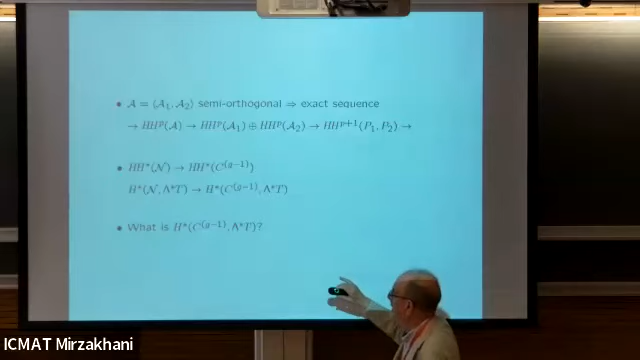 • 𝒜 = ⟨𝒜₁, 𝒜₂⟩ semi-orthogonal ⇒ exact sequence
→ HHᵖ(𝒜) → HHᵖ(𝒜₁) ⊕ HHᵖ(𝒜₂) → HHᵖ⁺¹(P₁, P₂) →
• HH*(𝒩) → HH*(C⁽ᵍ⁻¹⁾)
H*(𝒩, Λ*T) → H*(C⁽ᵍ⁻¹⁾, Λ*T)
• What is H*(C⁽ᵍ⁻¹⁾, Λ*T)?
ICMAT Mirzakhani